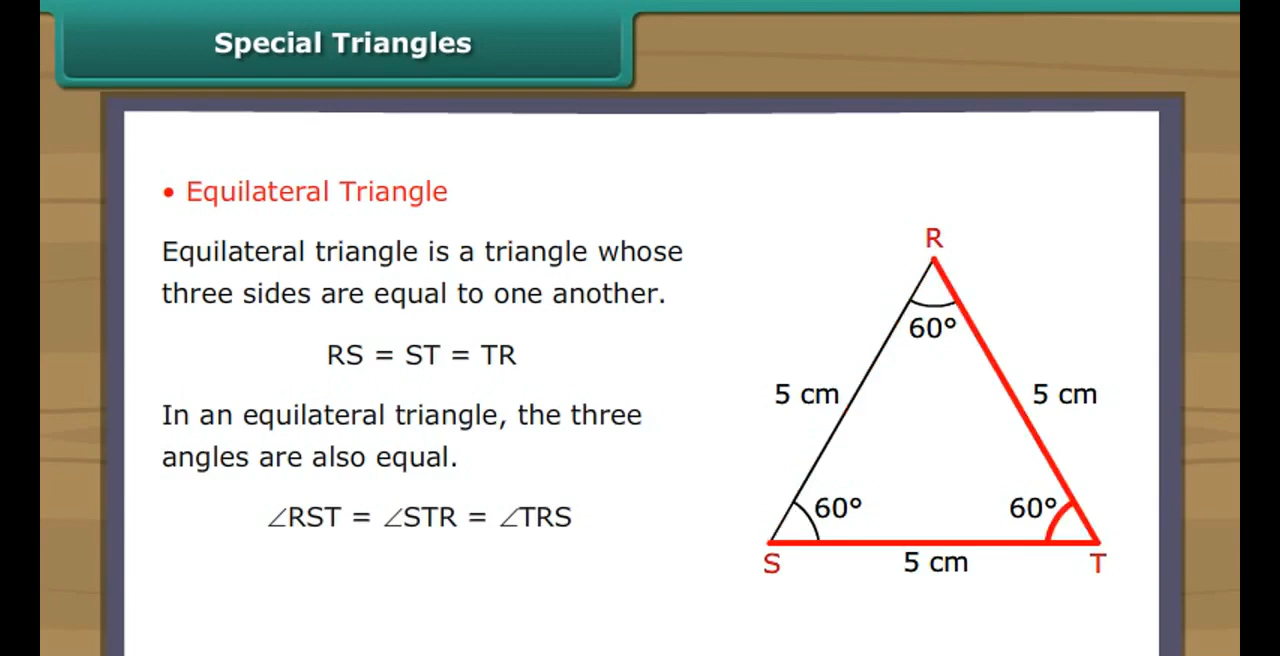 Special Triangles
• Equilateral Triangle
Equilateral triangle is a triangle whose
three sides are equal to one another.
RS = ST = TR
In an equilateral triangle, the three
angles are also equal.
∠RST = ∠STR = ∠TRS
R
60°
5 cm
5 cm
60°
60°
S
5 cm
T